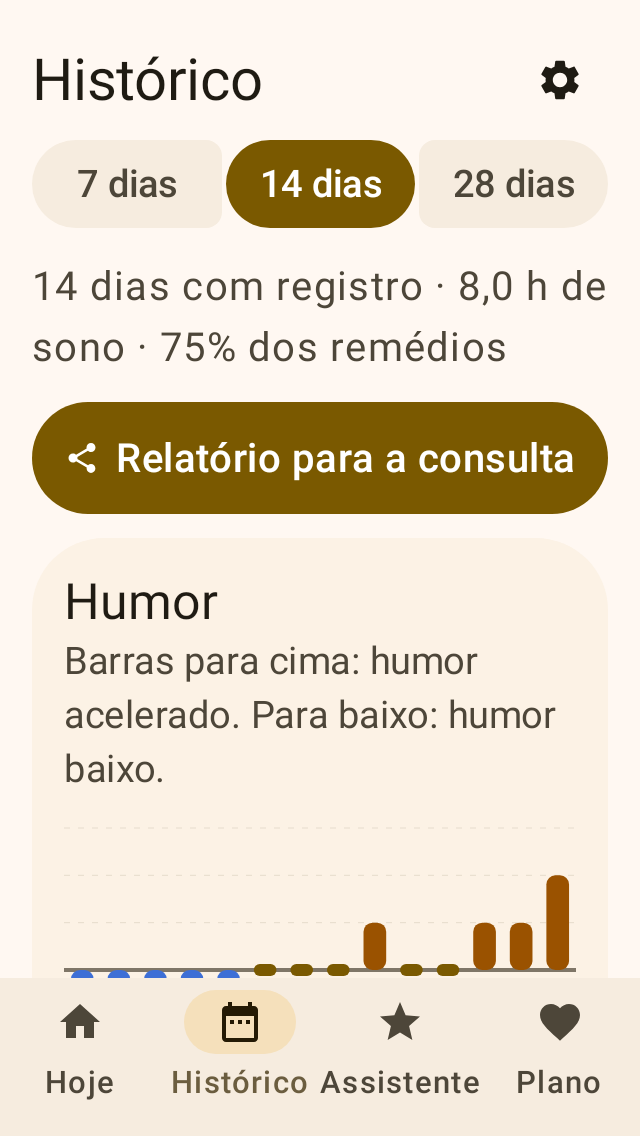 Histórico
7 dias
14 dias
28 dias
14 dias com registro · 8,0 h de
sono · 75% dos remédios
Relatório para a consulta
Humor
Barras para cima: humor
acelerado. Para baixo: humor
baixo.
Hoje
Histórico
Assistente
Plano